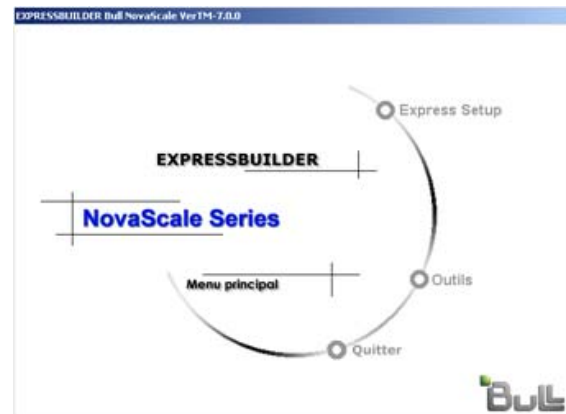 EXPRESSBUILDER Bull NovaScale VerTM-7.0.0
Express Setup
EXPRESSBUILDER
NovaScale Series
Menu principal
Outils
Quitter
Bull